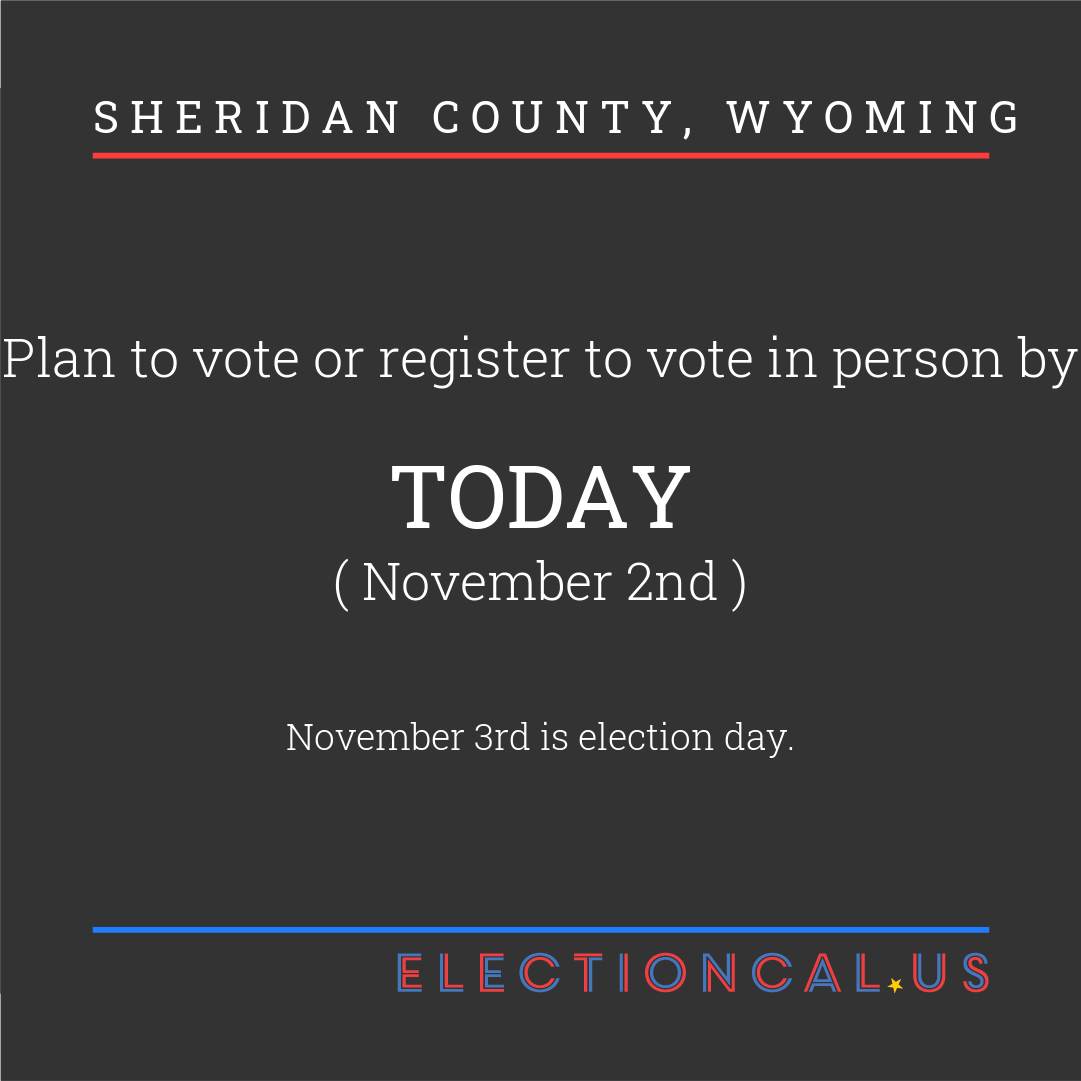 SHERIDAN COUNTY, WYOMING
Plan to vote or register to vote in person by
TODAY
( November 2nd )
November 3rd is election day.
ELECTIONCAL.US